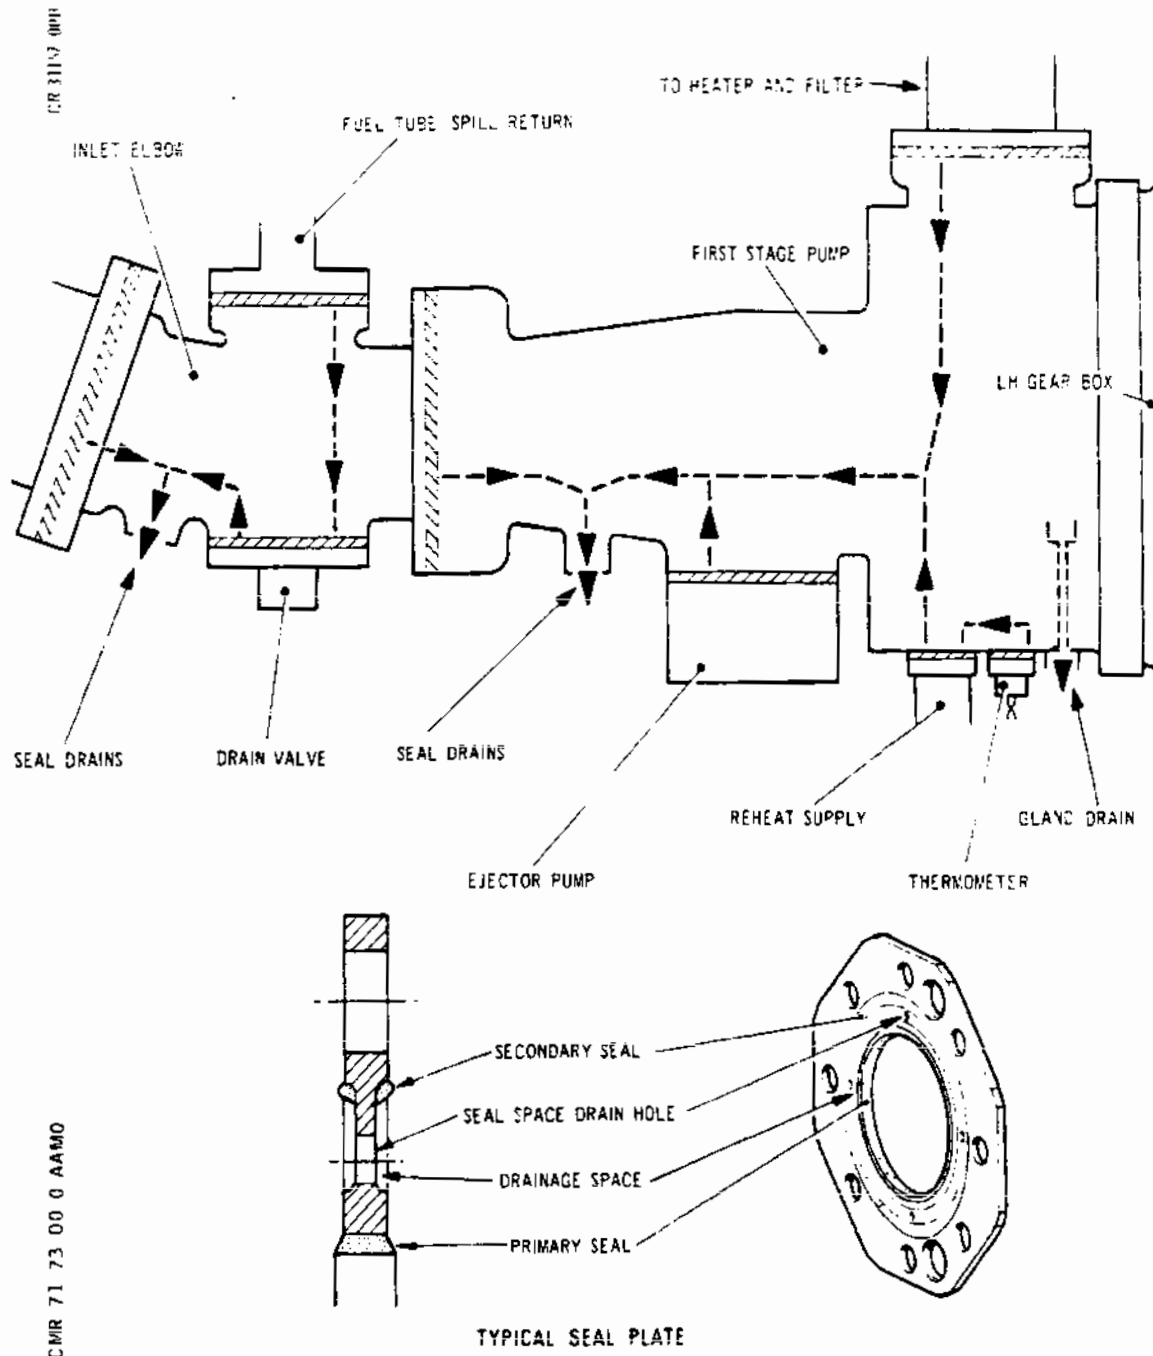 TO HEATER AND FILTER
FUEL TUBE SPILL RETURN
INLET ELBOW
FIRST STAGE PUMP
LH GEAR BOX
SEAL DRAINS
DRAIN VALVE
SEAL DRAINS
REHEAT SUPPLY
GLAND DRAIN
EJECTOR PUMP
THERMOMETER
SECONDARY SEAL
SEAL SPACE DRAIN HOLE
DRAINAGE SPACE
PRIMARY SEAL
TYPICAL SEAL PLATE
CMR 71 73 00 0 AAMO